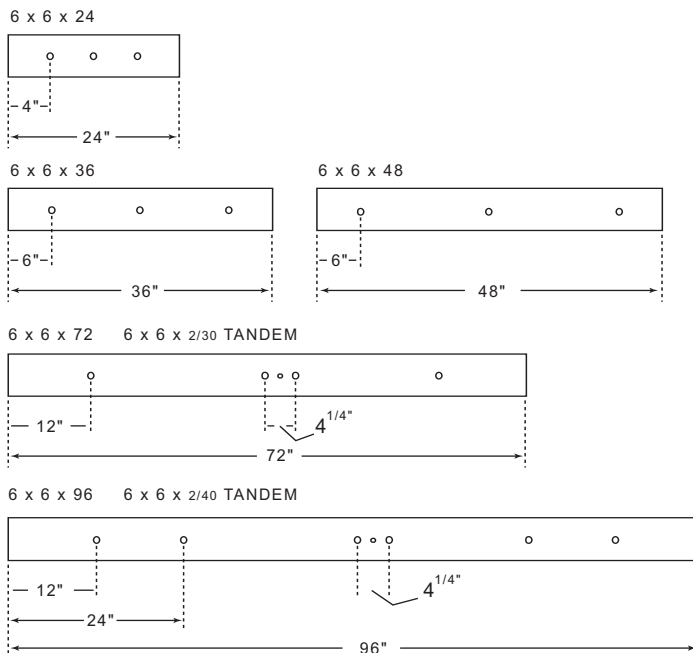 6 x 6 x 24
4"
24"
6 x 6 x 36
6"
36"
6 x 6 x 48
6"
48"
6 x 6 x 72 6 x 6 x 2/30 TANDEM
12"
4 1/4"
72"
6 x 6 x 96 6 x 6 x 2/40 TANDEM
12"
4 1/4"
24"
96"